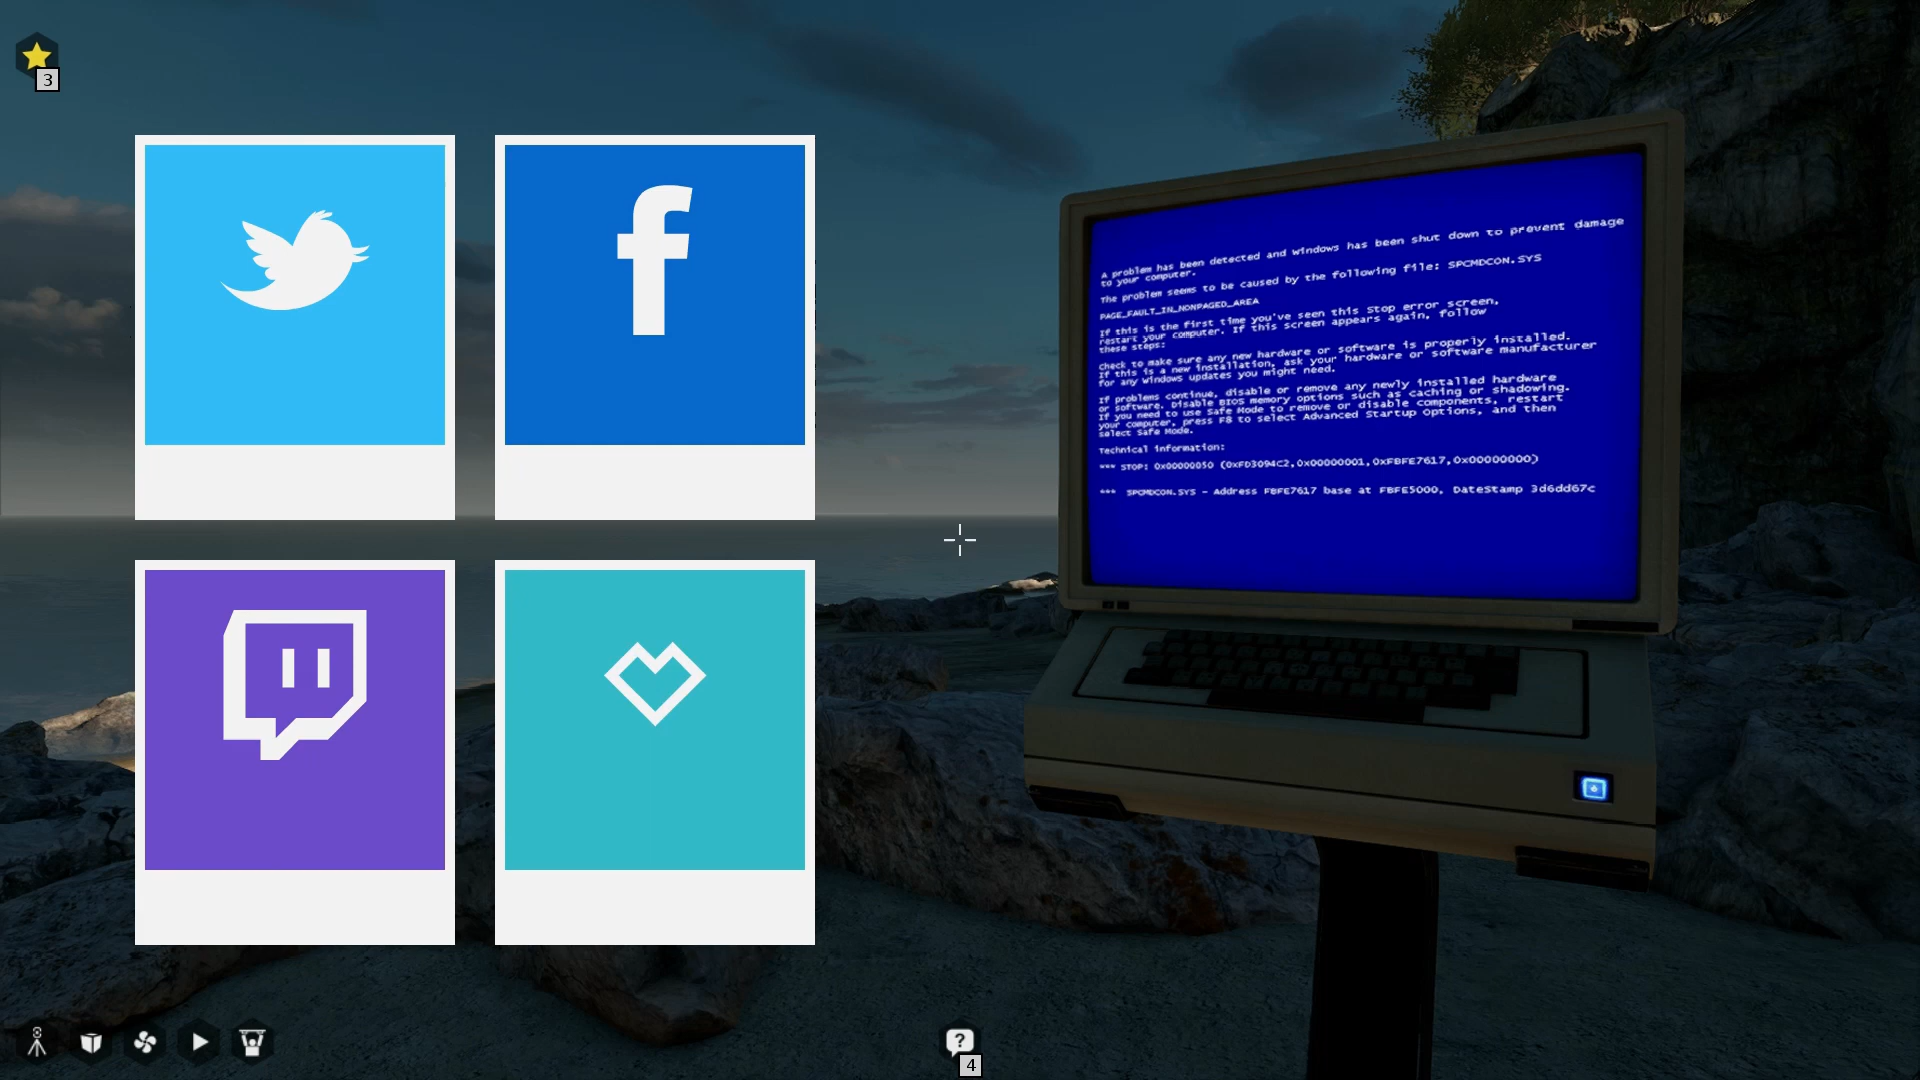 3
A problem has been detected and windows has been shut down to prevent damage
to your computer.
The problem seems to be caused by the following file: SPCMDCON.SYS
PAGE_FAULT_IN_NONPAGED_AREA
If this is the first time you've seen this Stop error screen,
restart your computer. If this screen appears again, follow
these steps:
Check to make sure any new hardware or software is properly installed.
If this is a new installation, ask your hardware or software manufacturer
for any windows updates you might need.
If problems continue, disable or remove any newly installed hardware
or software. Disable BIOS memory options such as caching or shadowing.
If you need to use Safe Mode to remove or disable components, restart
your computer, press F8 to select Advanced Startup Options, and then
select Safe Mode.
Technical information:
*** STOP: 0x00000050 (0xFD3094C2,0x00000001,0xFBFE7617,0x00000000)
*** SPCMDCON.SYS - Address FBFE7617 base at FBFE5000, DateStamp 3d6dd67c
?
4